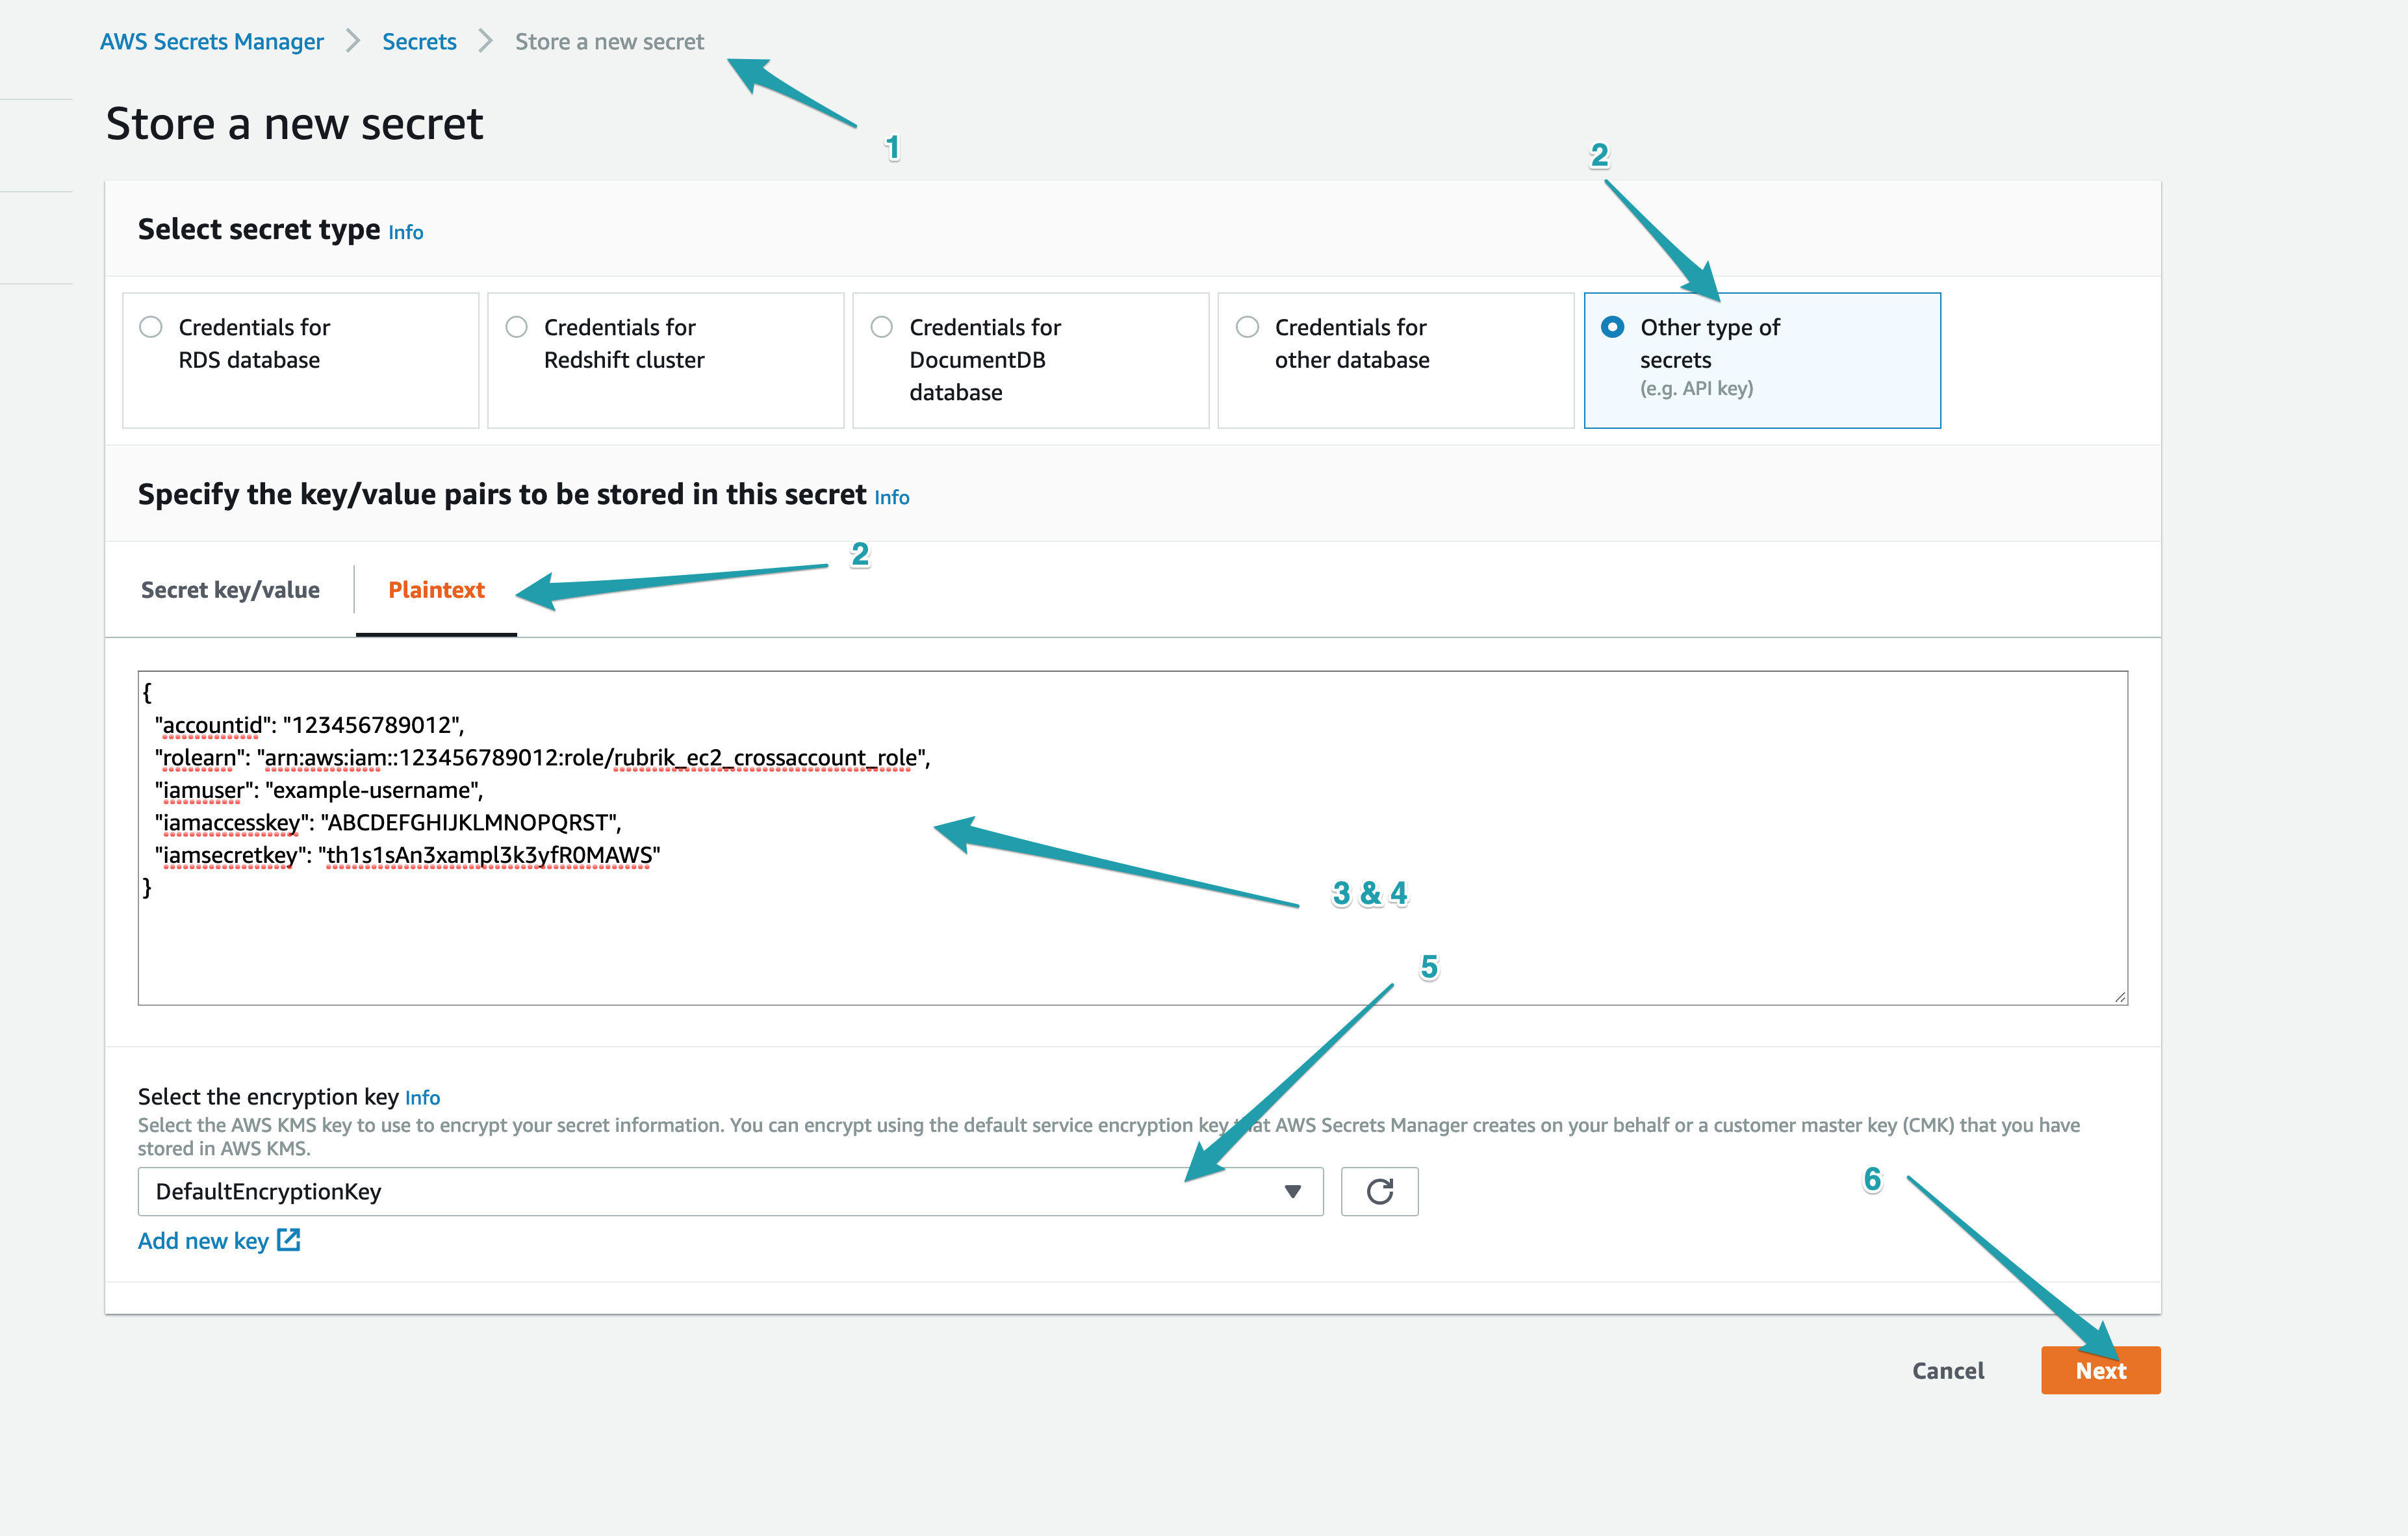 AWS Secrets Manager > Secrets > Store a new secret
1
Store a new secret
2
Select secret type Info
Credentials for
RDS database
Credentials for
Redshift cluster
Credentials for
DocumentDB
database
Credentials for
other database
Other type of
secrets
(e.g. API key)
Specify the key/value pairs to be stored in this secret Info
2
Secret key/value
Plaintext
{
"accountid": "123456789012",
"rolearn": "arn:aws:iam::123456789012:role/rubrik_ec2_crossaccount_role",
"iamuser": "example-username",
"iamaccesskey": "ABCDEFGHIJKLMNOPQRST",
"iamsecretkey": "th1s1sAn3xampl3k3yfR0MAWS"
}
3 & 4
5
Select the encryption key Info
Select the AWS KMS key to use to encrypt your secret information. You can encrypt using the default service encryption key that AWS Secrets Manager creates on your behalf or a customer master key (CMK) that you have
stored in AWS KMS.
DefaultEncryptionKey
6
Add new key
Cancel
Next